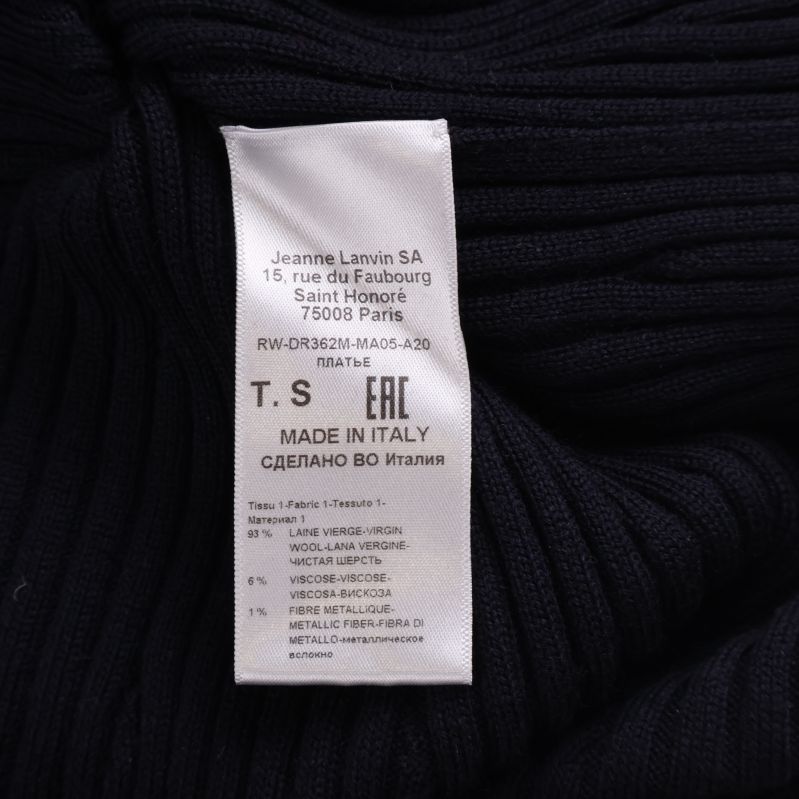 Jeanne Lanvin SA
15, rue du Faubourg
Saint Honoré
75008 Paris
RW-DR362M-MA05-A20
ПЛАТЬЕ
T. S EAC
MADE IN ITALY
СДЕЛАНО ВО Италия
Tissu 1-Fabric 1-Tessuto 1-
Материал 1
93 % LAINE VIERGE-VIRGIN
WOOL-LANA VERGINE-
ЧИСТАЯ ШЕРСТЬ
6 % VISCOSE-VISCOSE-
VISCOSA-ВИСКОЗА
1 % FIBRE METALLIQUE-
METALLIC FIBER-FIBRA DI
METALLO-металлическое
волокно